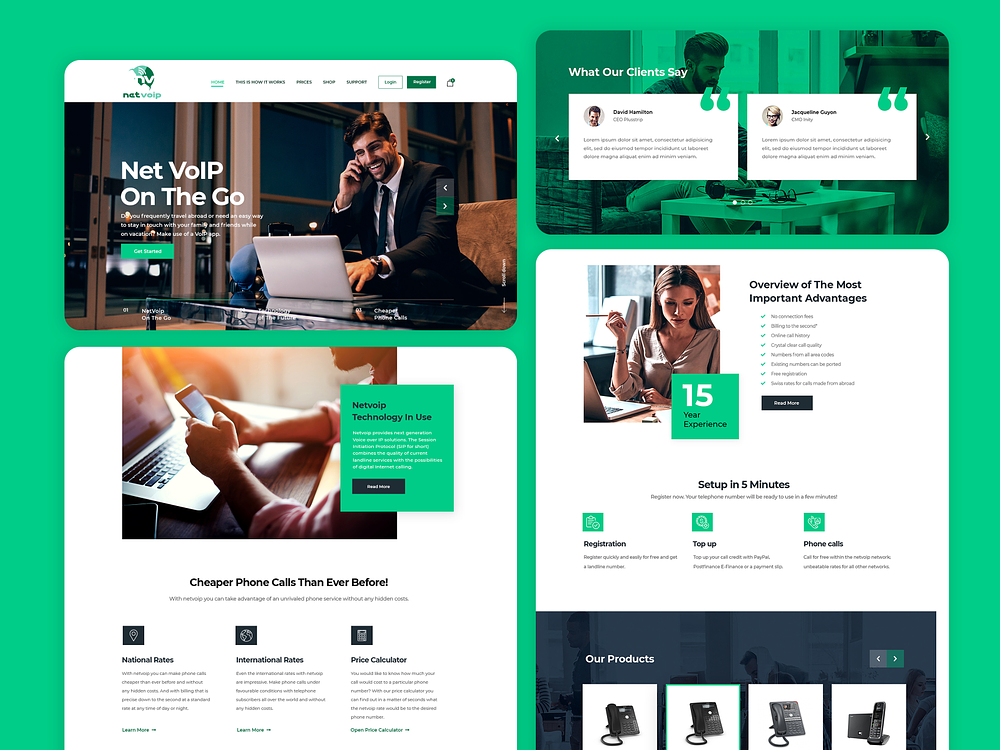 netvoip
HOME
THIS IS HOW IT WORKS
PRICES
SHOP
SUPPORT
Login
Register
Net VoIP
On The Go
Do you frequently travel abroad or need an easy way
to stay in touch with your family and friends while
on vacation? Make use of a VoIP app.
Get Started
Scroll down
01
NetVoip
On The Go
Technology
of The Future
03
Cheaper
Phone Calls
Netvoip
Technology In Use
Netvoip provides next generation
Voice over IP solutions. The Session
Initiation Protocol (SIP for short)
combines the quality of current
landline services with the possibilities
of digital internet calling.
Read More
Cheaper Phone Calls Than Ever Before!
With netvoip you can take advantage of an unrivaled phone service without any hidden costs.
National Rates
With netvoip you can make phone calls
cheaper than ever before and without
any hidden costs. And with billing that is
precise down to the second at a standard
rate at any time of day or night.
Learn More
International Rates
Even the international rates with netvoip
are impressive. Make phone calls under
favourable conditions with telephone
subscribers all over the world and without
any hidden costs.
Learn More
Price Calculator
You would like to know how much your
call would cost to a particular phone
number? With our price calculator you
can find out in a matter of seconds what
the netvoip rate would be to the desired
phone number.
Open Price Calculator
What Our Clients Say
David Hamilton
CEO Plusstrip
Lorem ipsum dolor sit amet, consectetur adipiscing
elit, sed do eiusmod tempor incididunt ut laboreet
dolore magna aliquat enim ad minim veniam.
Jacqueline Guyon
CMO Inity
Lorem ipsum dolor sit amet, consectetur adipiscing
elit, sed do eiusmod tempor incididunt ut laboreet
dolore magna aliquat enim ad minim veniam.
Overview of The Most
Important Advantages
No connection fees
Billing to the second*
Online call history
Crystal clear call quality
Numbers from all area codes
Existing numbers can be ported
Free registration
Swiss rates for calls made from abroad
Read More
15
Year
Experience
Setup in 5 Minutes
Register now. Your telephone number will be ready to use in a few minutes!
Registration
Register quickly and easily for free and get
a landline number.
Top up
Top up your call credit with PayPal,
Postfinance E-Finance or a payment slip.
Phone calls
Call for free within the netvoip network;
unbeatable rates for all other networks.
Our Products